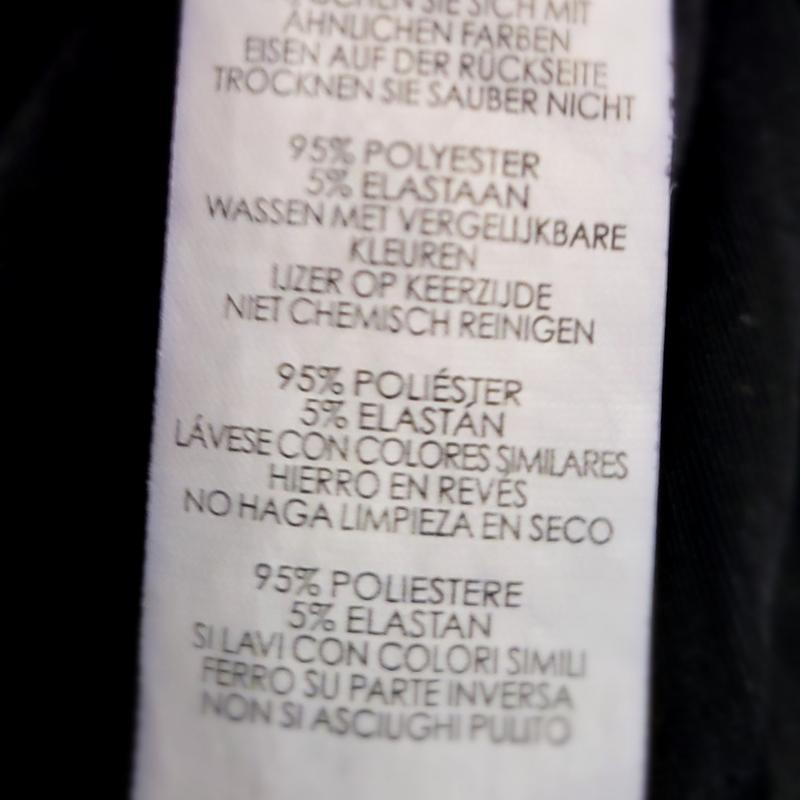 SIE SICH MIT
ÄHNLICHEN FARBEN
EISEN AUF DER RÜCKSEITE
TROCKNEN SIE SAUBER NICHT
95% POLYESTER
5% ELASTAAN
WASSEN MET VERGELIJKBARE
KLEUREN
IJZER OP KEERZIJDE
NIET CHEMISCH REINIGEN
95% POLIÉSTER
5% ELASTÁN
LÁVESE CON COLORES SIMILARES
HIERRO EN REVÉS
NO HAGA LIMPIEZA EN SECO
95% POLIESTERE
5% ELASTAN
SI LAVI CON COLORI SIMILI
FERRO SU PARTE INVERSA
NON SI ASCIUGHI PULITO